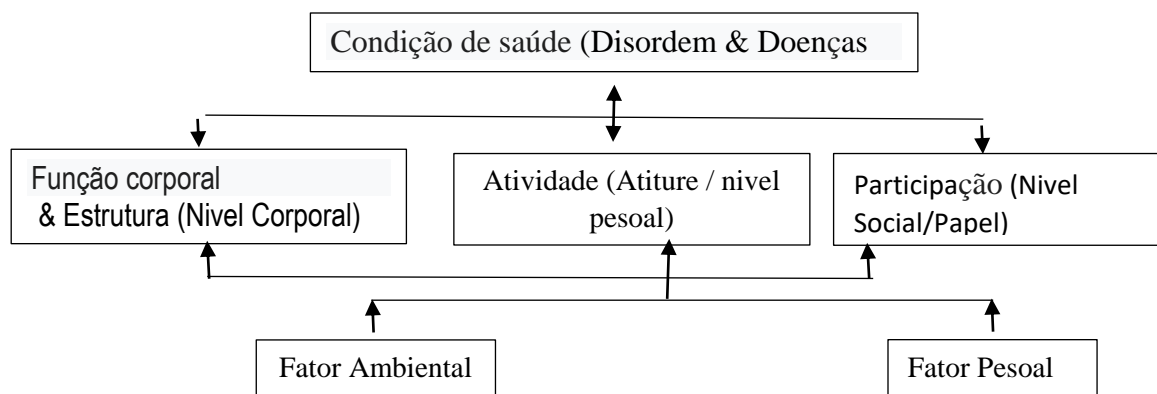 Condição de saúde (Disordem & Doenças
Função corporal
& Estrutura (Nivel Corporal)
Atividade (Atiture / nivel
pesoal)
Participação (Nivel
Social/Papel)
Fator Ambiental
Fator Pesoal